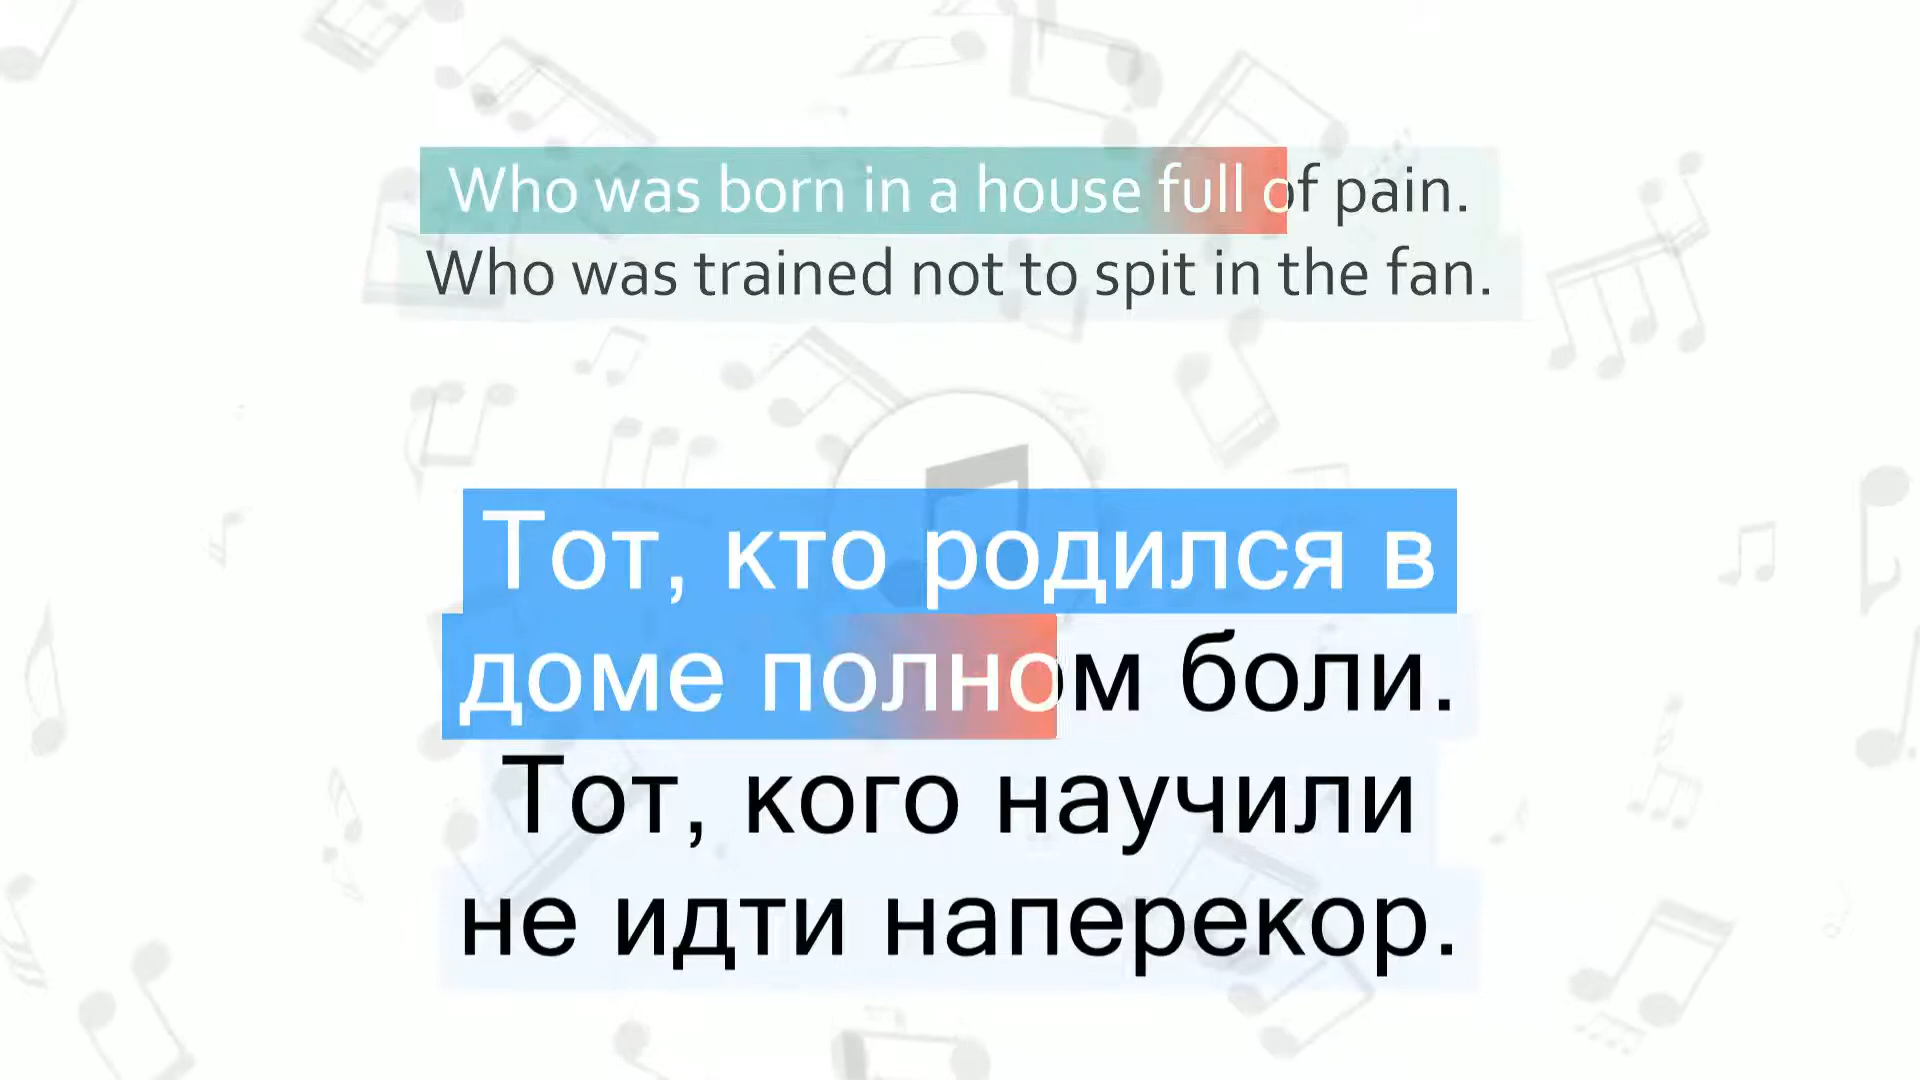 Who was born in a house full of pain.
Who was trained not to spit in the fan.
Тот, кто родился в
доме полном боли.
Тот, кого научили
не идти наперекор.